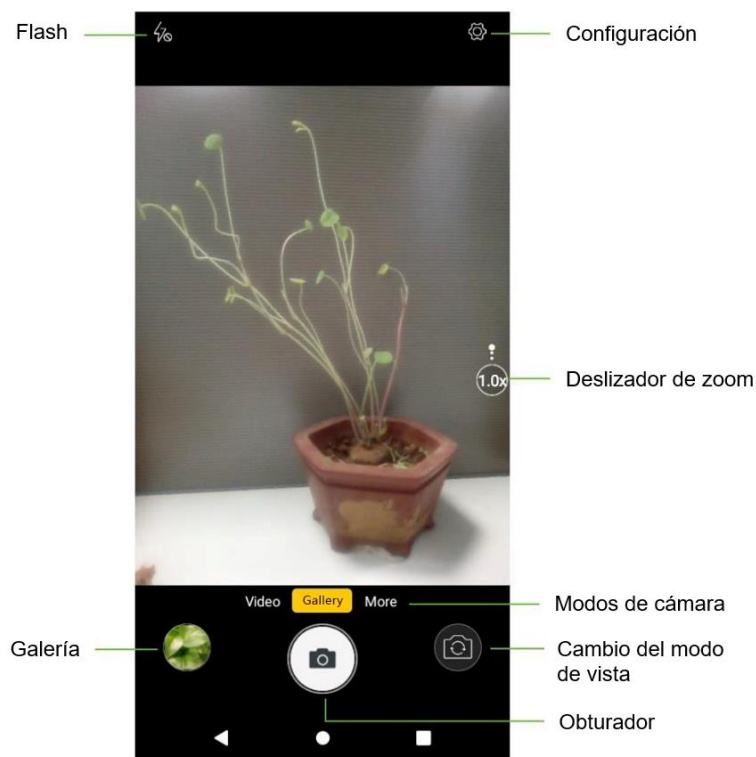 Flash
Configuración
1.0x
Deslizador de zoom
Video
Gallery
More
Modos de cámara
Galería
Cambio del modo
de vista
Obturador